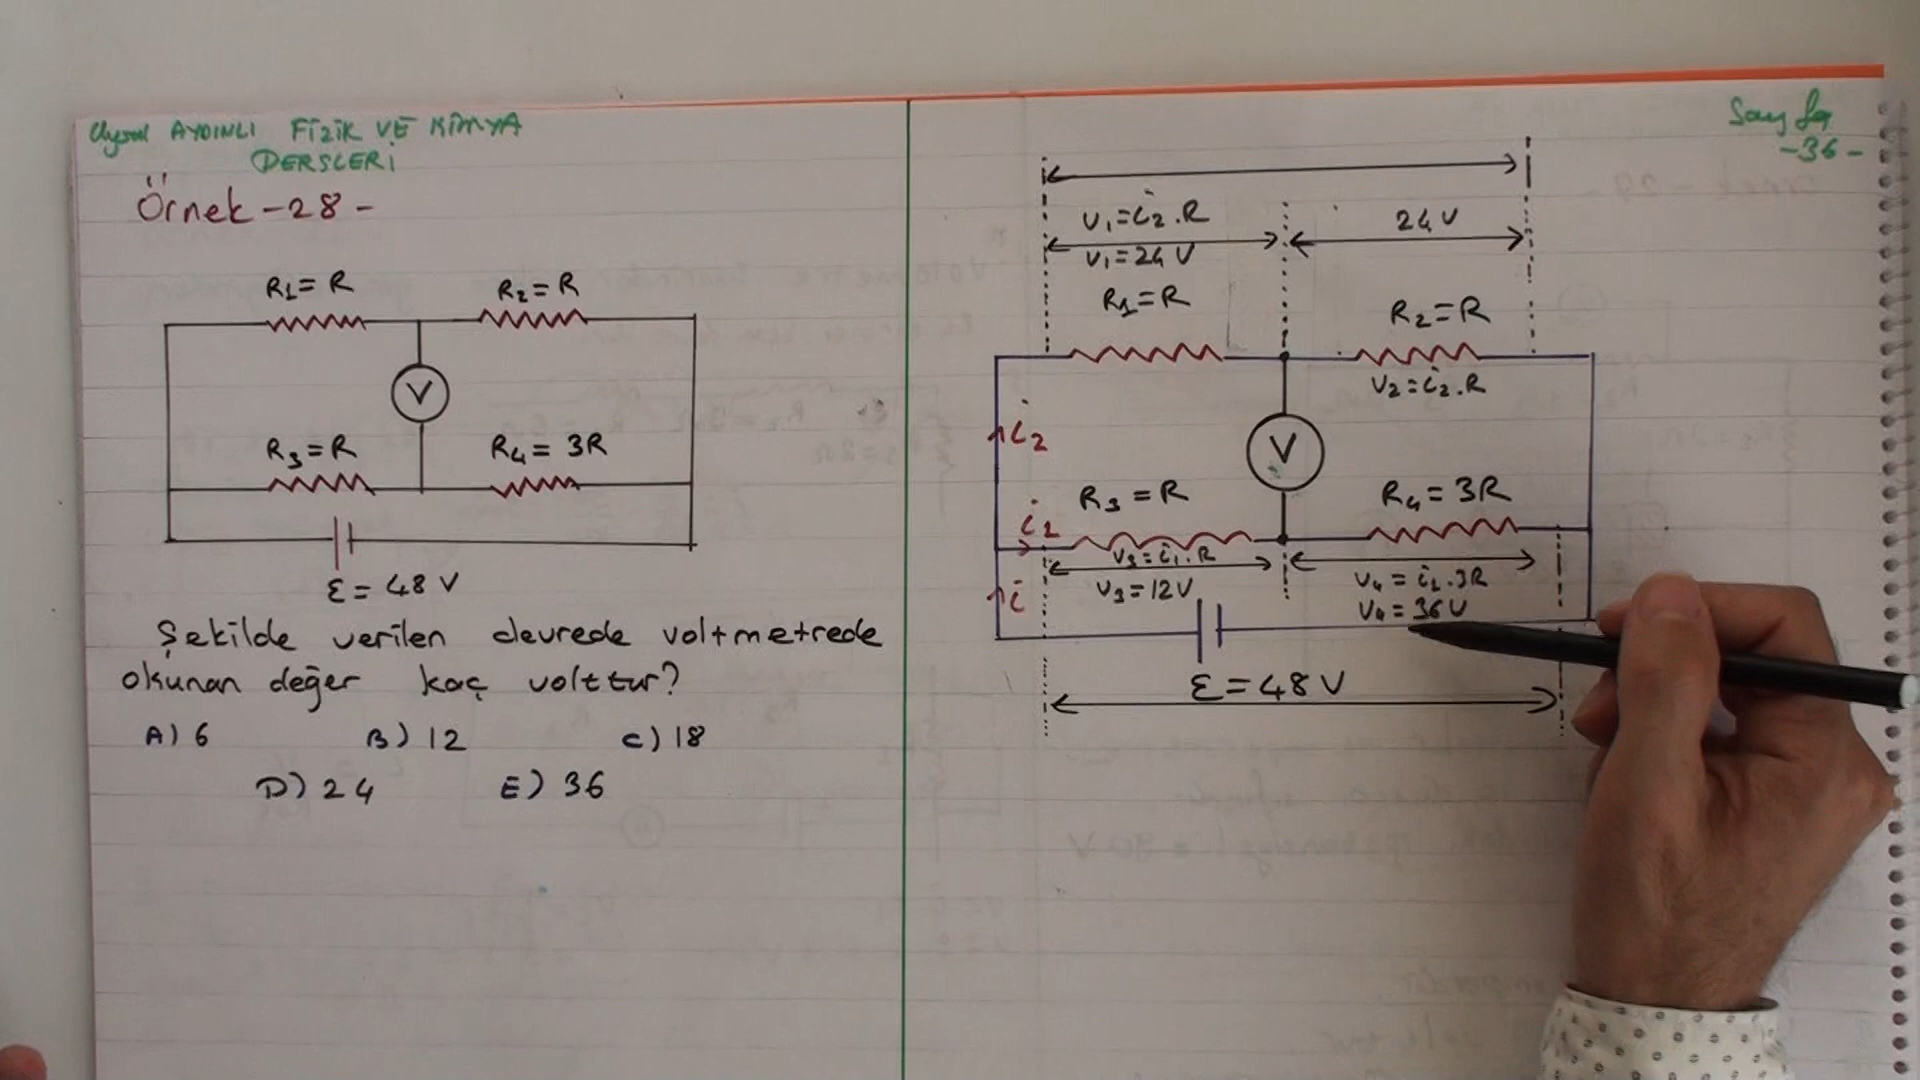 Uysal AYDINLI FİZİK VE KİMYA
DERSLERİ
Örnek -28-
R1 = R
R2 = R
V
R3 = R
R4 = 3R
Ɛ = 48 V
Şekilde verilen devrede voltmetrede
okunan değer kaç volttur?
A) 6
B) 12
C) 18
D) 24
E) 36
Sayfa
-36-
V1 = i2.R
24 V
V1 = 24 V
R1 = R
R2 = R
V2 = i2.R
i2
V
R3 = R
R4 = 3R
V3 = i1.R
V3 = 12V
V4 = i1.3R
V4 = 36 V
i
Ɛ = 48 V